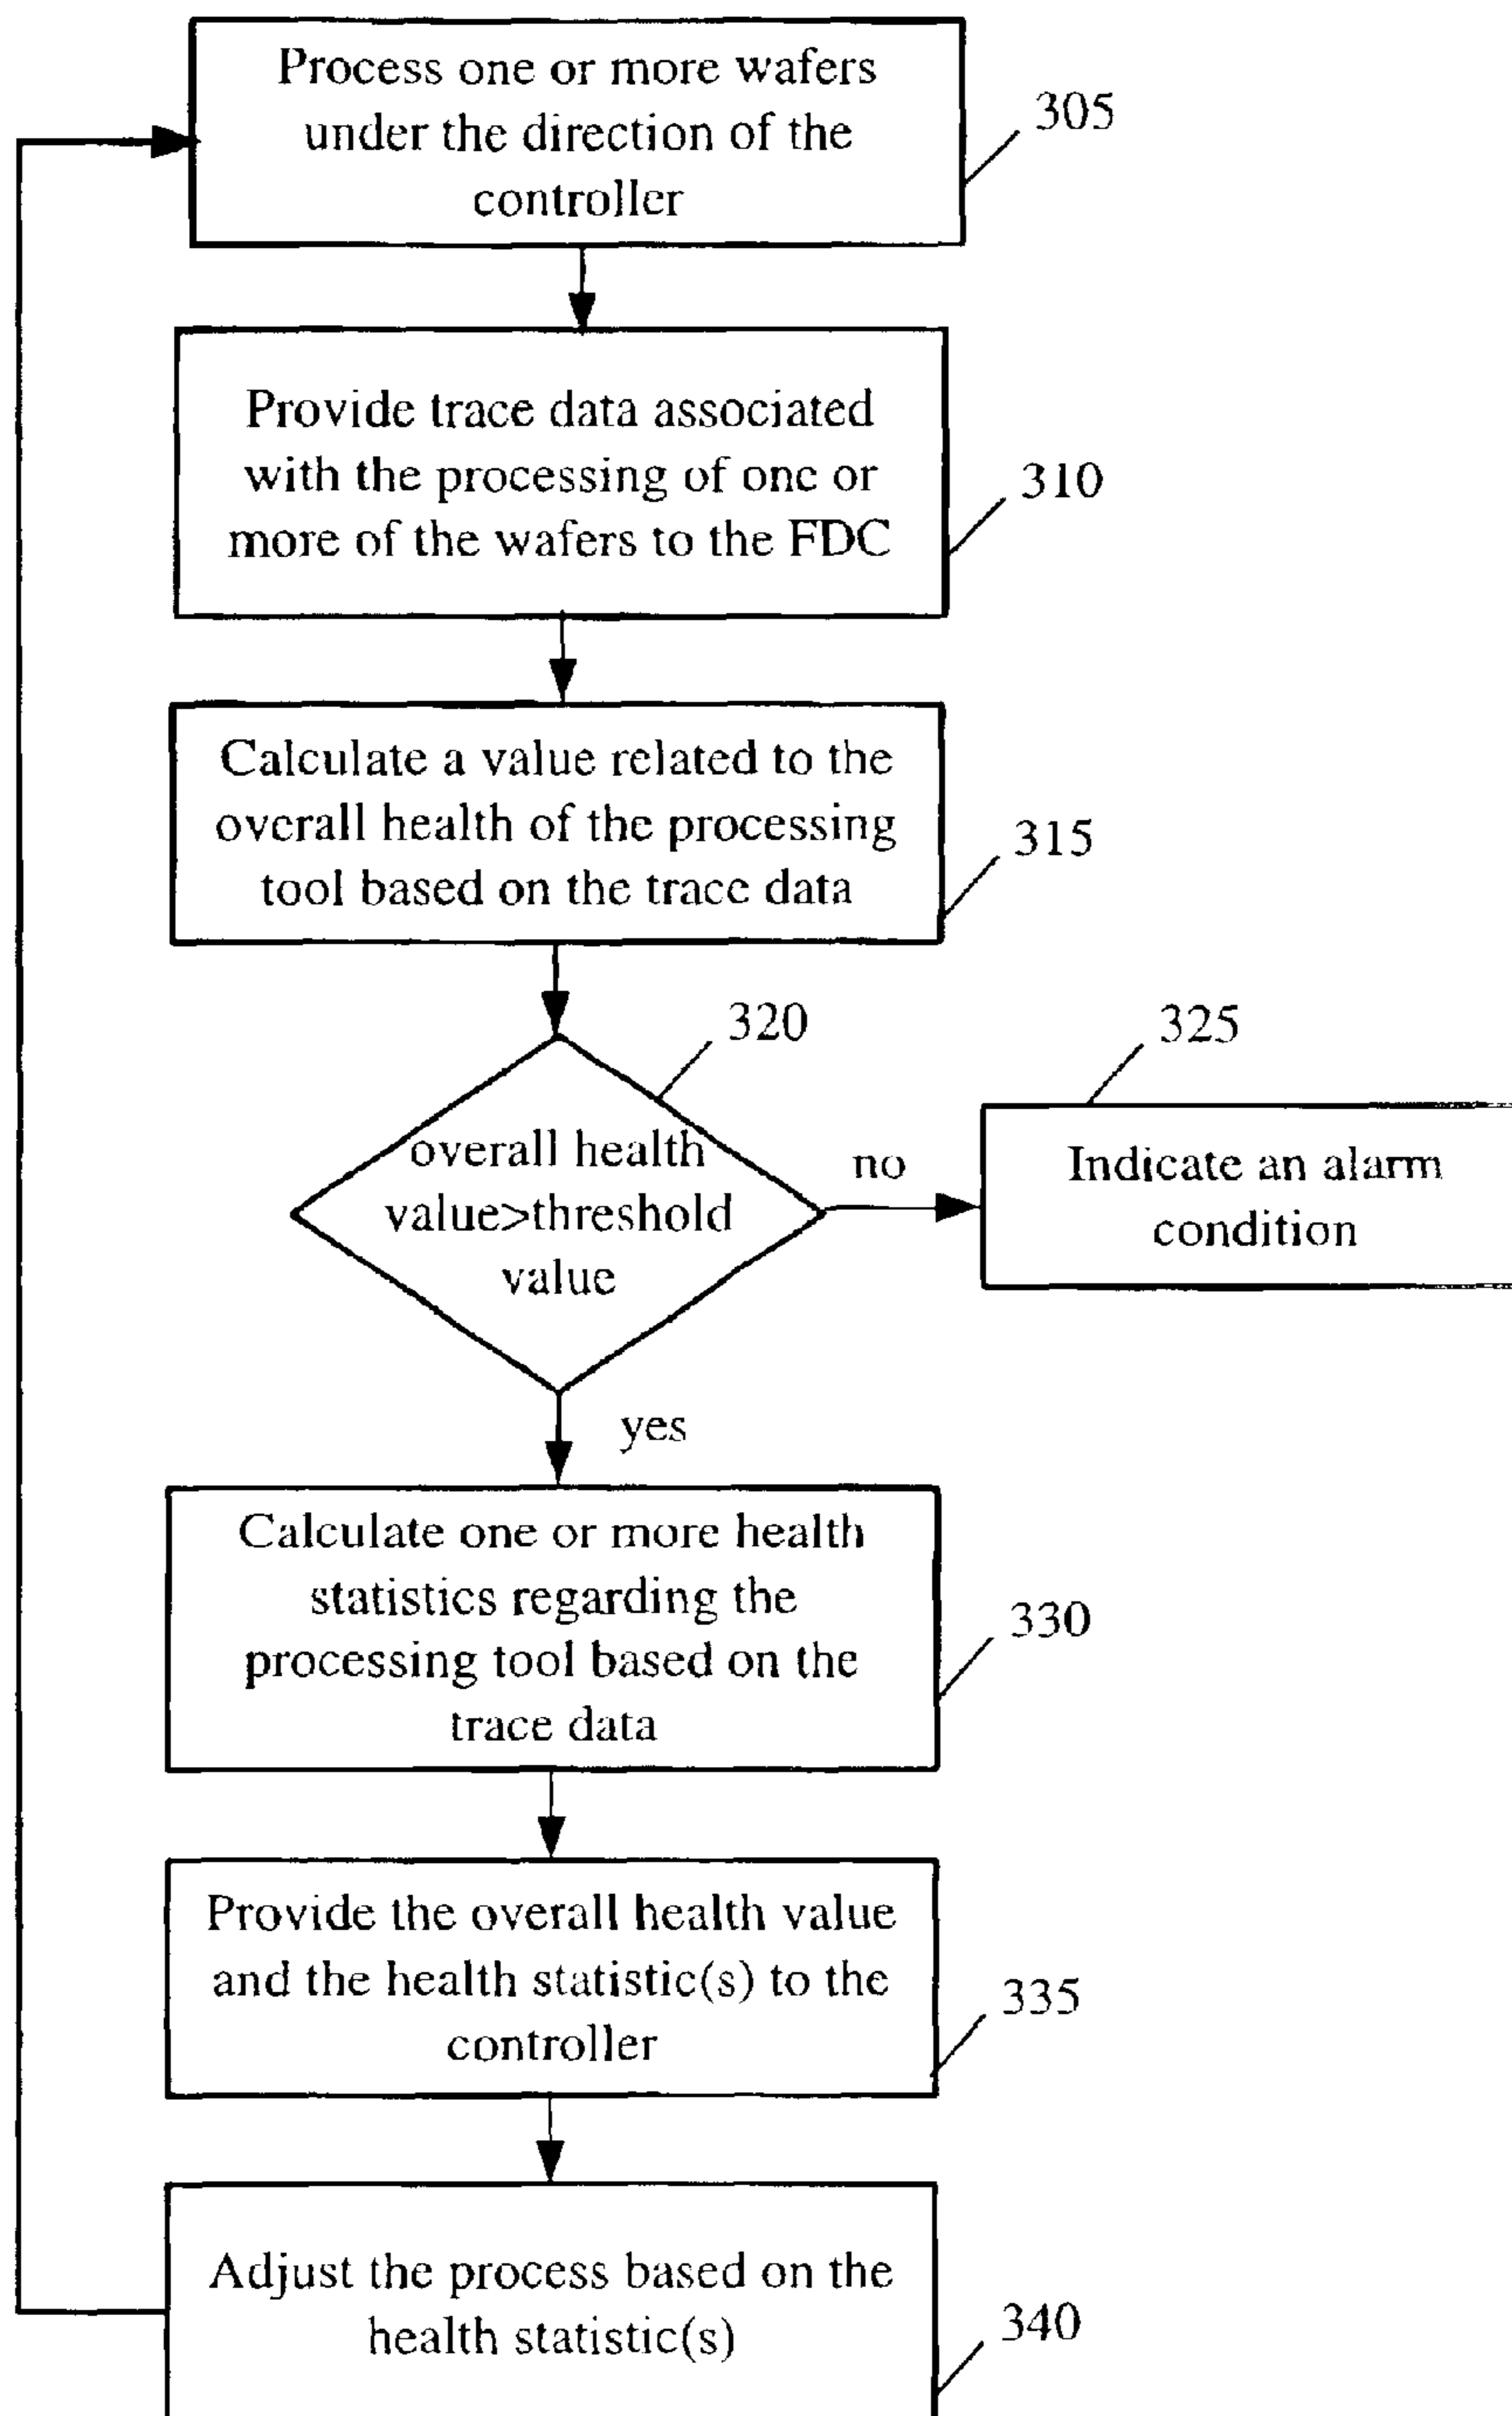 Process one or more wafers
under the direction of the
controller
305
Provide trace data associated
with the processing of one or
more of the wafers to the FDC
310
Calculate a value related to the
overall health of the processing
tool based on the trace data
315
320
overall health
value>threshold
value
no
325
Indicate an alarm
condition
yes
Calculate one or more health
statistics regarding the
processing tool based on the
trace data
330
Provide the overall health value
and the health statistic(s) to the
controller
335
Adjust the process based on the
health statistic(s)
340